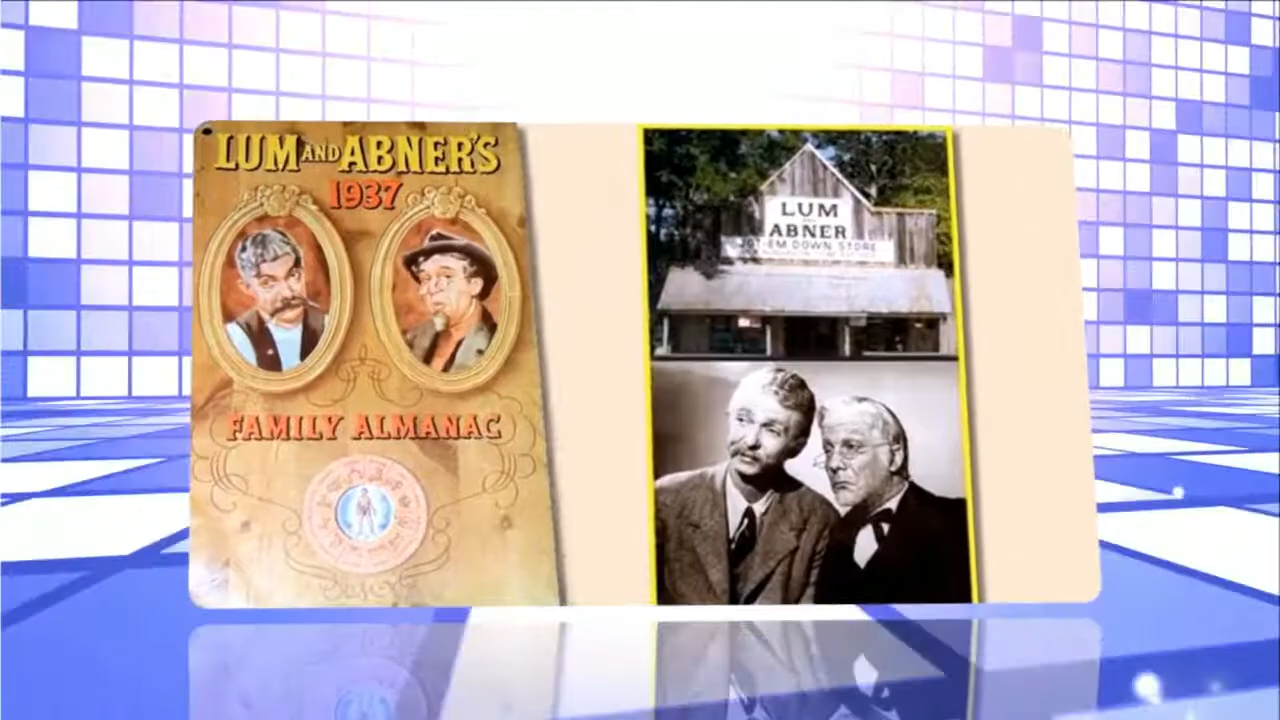 LUM AND ABNER'S
1937
FAMILY ALMANAC
LUM
ABNER
JOT-EM DOWN STORE